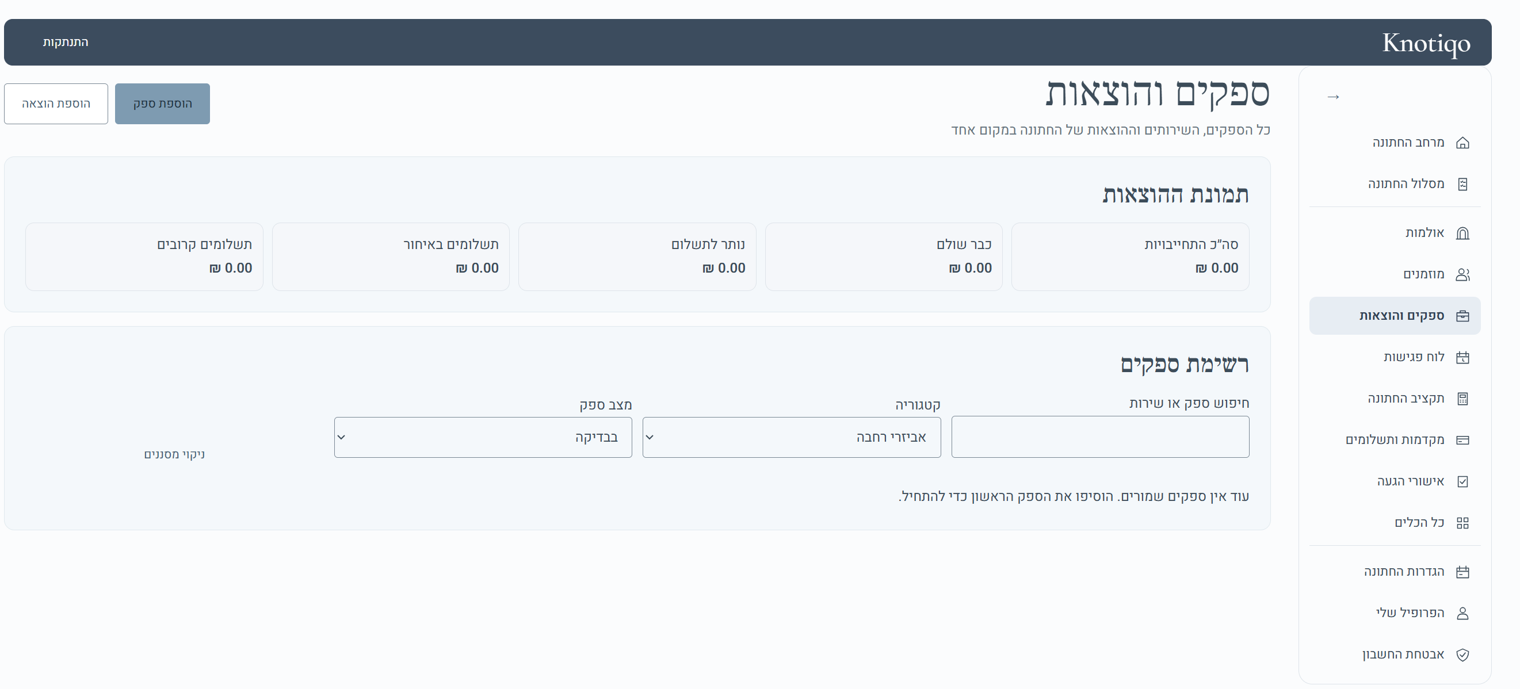 Knotiqo
התנתקות
→
מרחב החתונה
מסלול החתונה
אולמות
מוזמנים
ספקים והוצאות
לוח פגישות
תקציב החתונה
מקדמות ותשלומים
אישורי הגעה
כל הכלים
הגדרות החתונה
הפרופיל שלי
אבטחת החשבון
ספקים והוצאות
כל הספקים, השירותים וההוצאות של החתונה במקום אחד
הוספת ספק
הוספת הוצאה
תמונת ההוצאות
סה"כ התחייבויות
0.00 ₪
כבר שולם
0.00 ₪
נותר לתשלום
0.00 ₪
תשלומים באיחור
0.00 ₪
תשלומים קרובים
0.00 ₪
רשימת ספקים
חיפוש ספק או שירות
קטגוריה
אביזרי רחבה
מצב ספק
בבדיקה
ניקוי מסננים
עוד אין ספקים שמורים. הוסיפו את הספק הראשון כדי להתחיל.